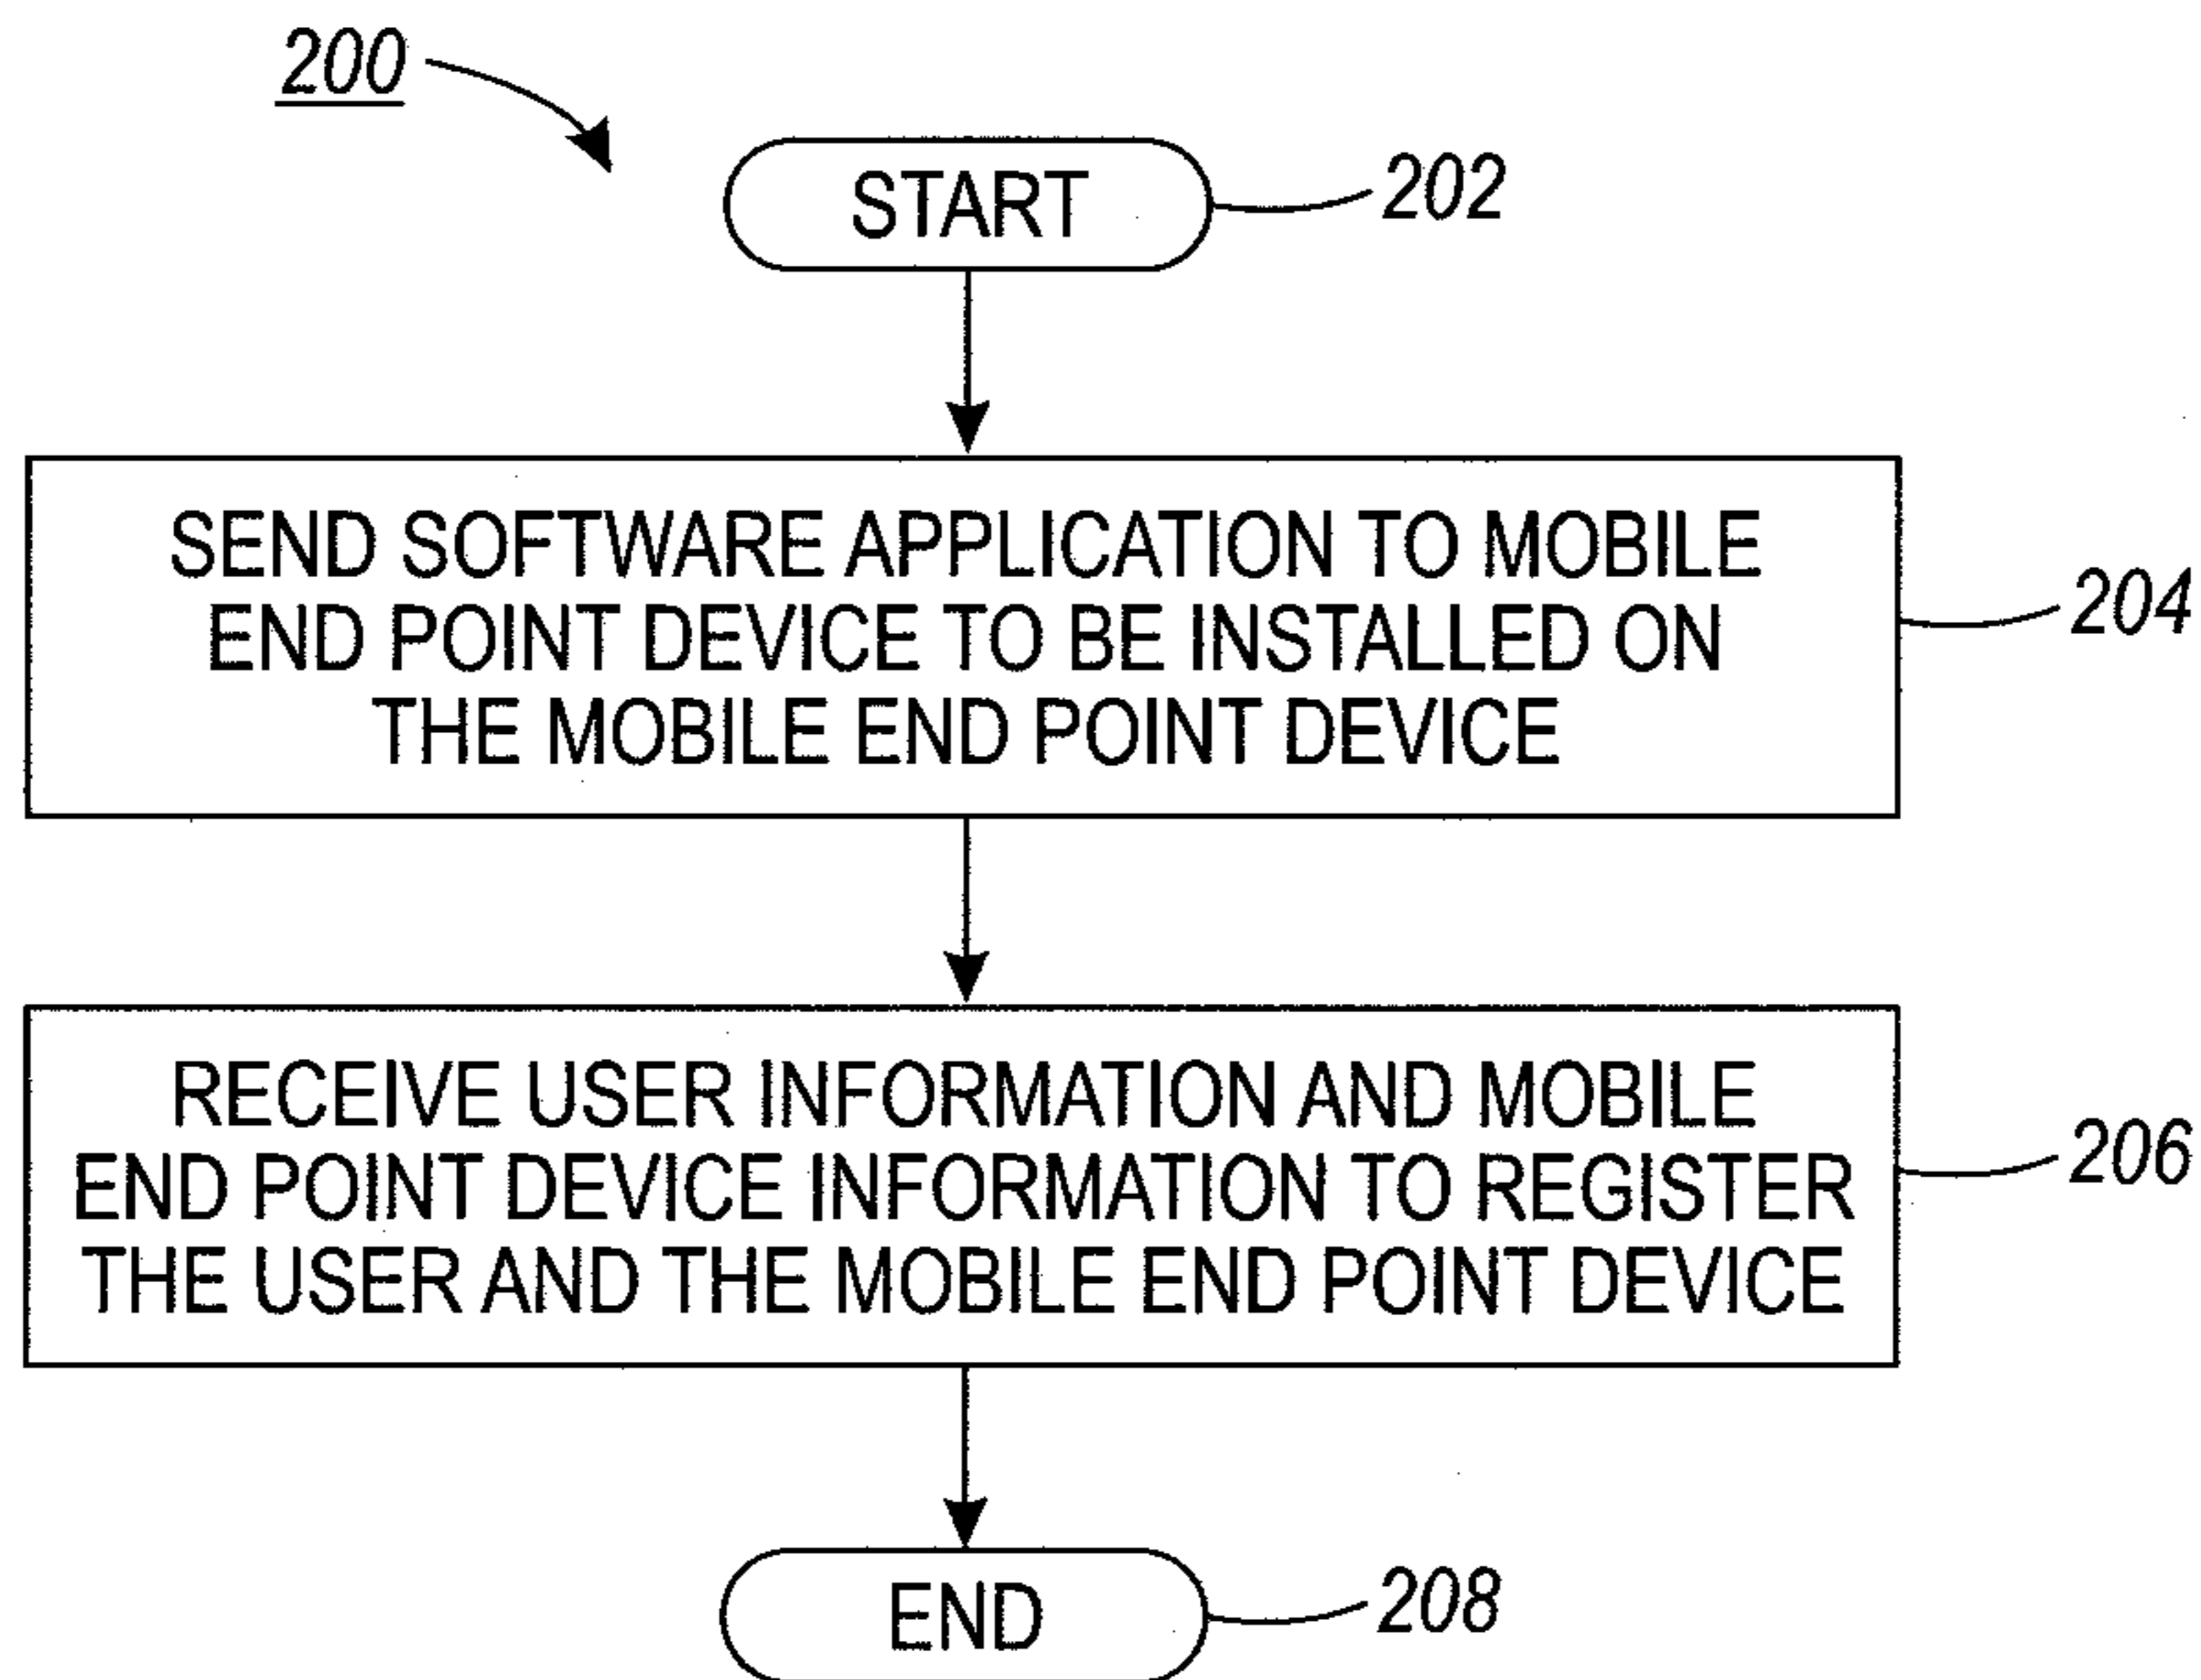 200
START
202
SEND SOFTWARE APPLICATION TO MOBILE
END POINT DEVICE TO BE INSTALLED ON
THE MOBILE END POINT DEVICE
204
RECEIVE USER INFORMATION AND MOBILE
END POINT DEVICE INFORMATION TO REGISTER
THE USER AND THE MOBILE END POINT DEVICE
206
END
208